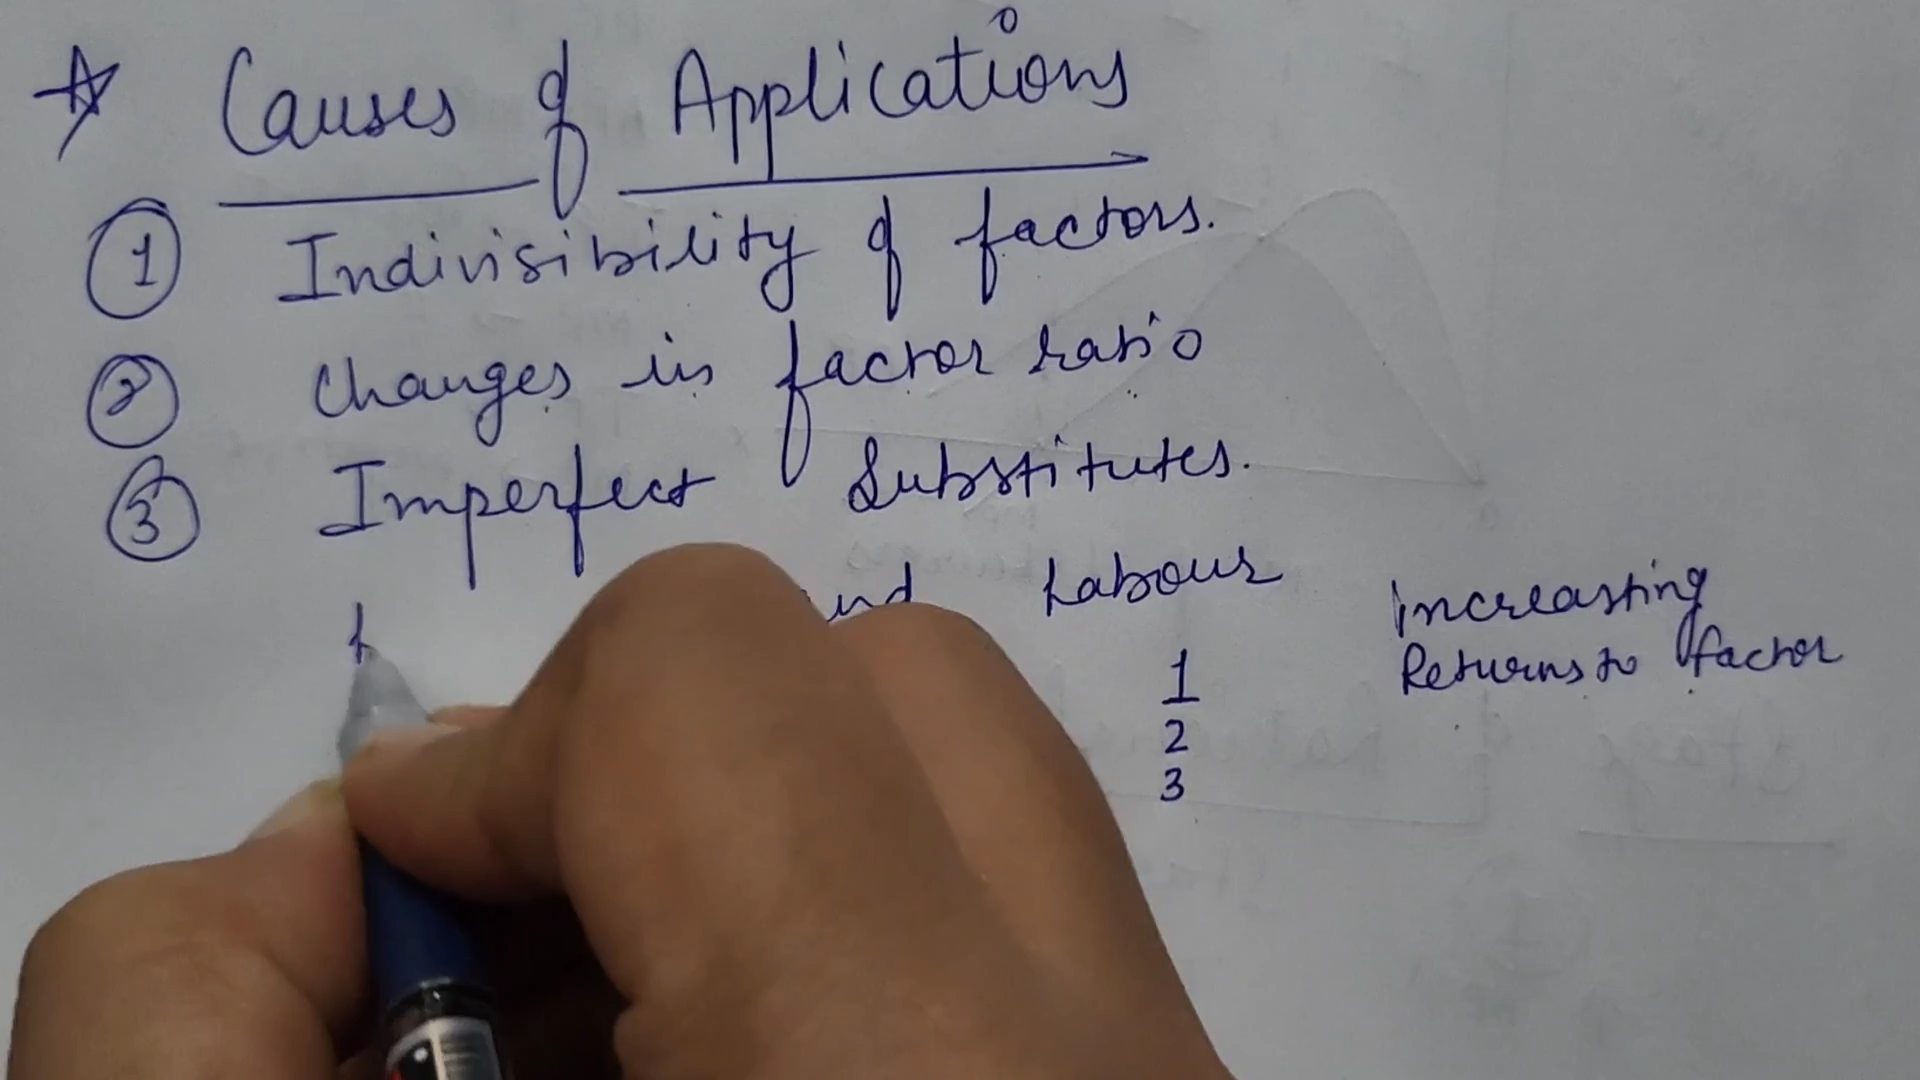 ☆ Causes of Applications
① Indivisibility of factors.
② Changes in factor ratio
③ Imperfect Substitutes.
Labour
1
2
3
Increasting
Returns to factor